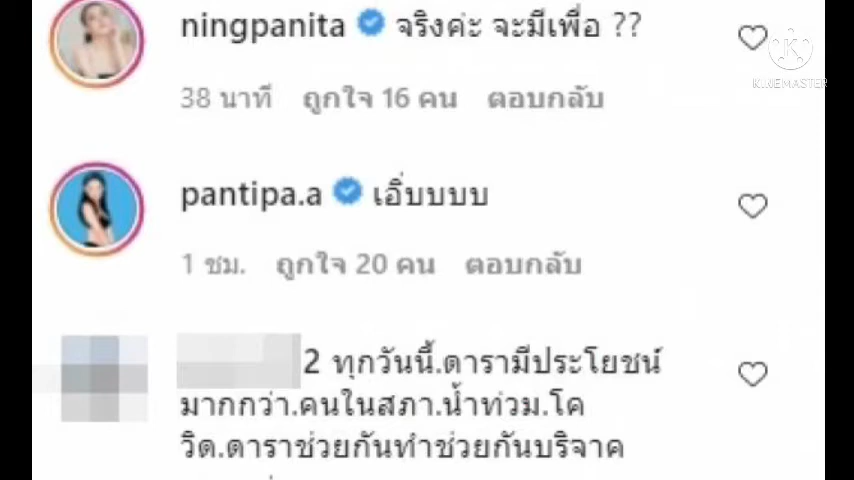 ningpanita จริงค่ะ จะมีเพื่อ ??
38 นาที ถูกใจ 16 คน ตอบกลับ
KINEMASTER
pantipa.a เอิ่บบบบ
1 ชม. ถูกใจ 20 คน ตอบกลับ
2 ทุกวันนี้.ดารามีประโยชน์
มากกว่า.คนในสภา.น้ำท่วม.โค
วิด.ดาราช่วยกันทำช่วยกันบริจาค